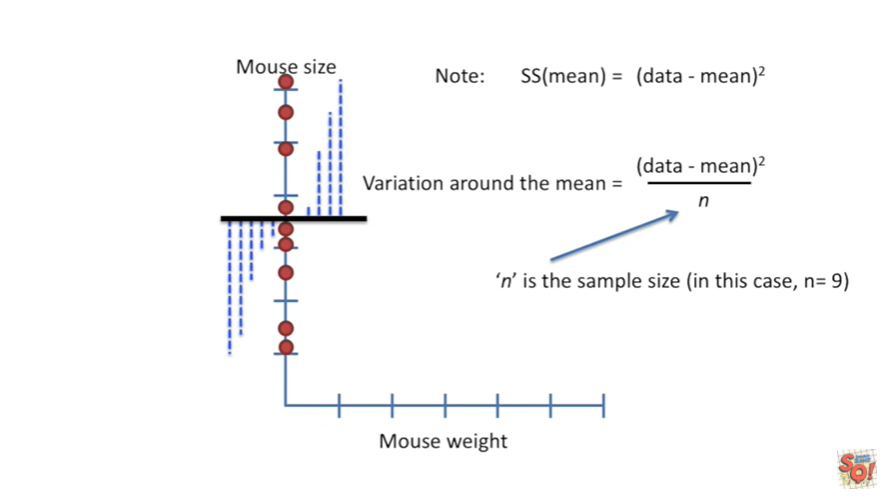 Mouse size
Note: SS(mean) = (data - mean)²
Variation around the mean = (data - mean)²
n
‘n’ is the sample size (in this case, n= 9)
Mouse weight
SQ!